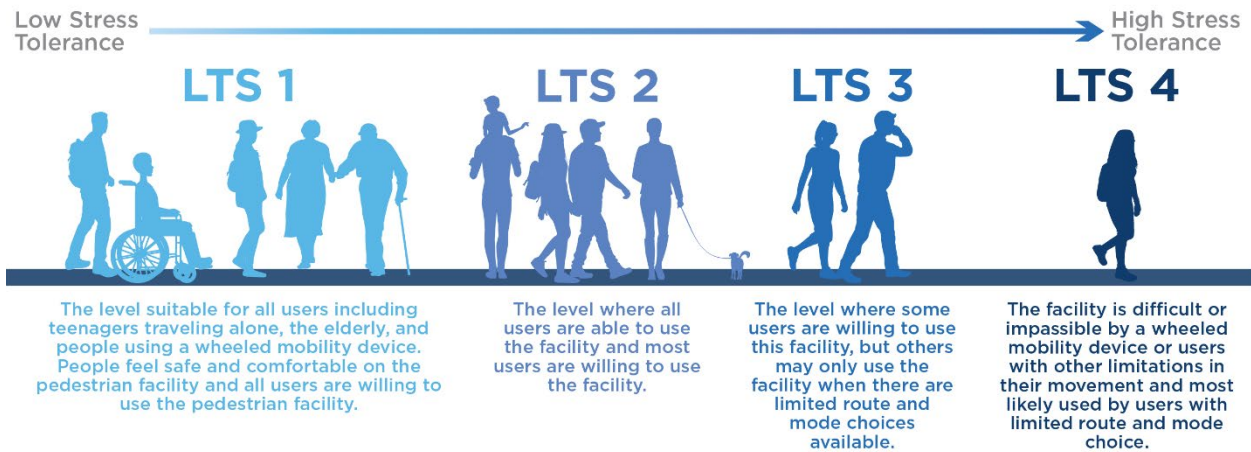 Low Stress
Tolerance
High Stress
Tolerance
LTS 1
The level suitable for all users including
teenagers traveling alone, the elderly, and
people using a wheeled mobility device.
People feel safe and comfortable on the
pedestrian facility and all users are willing to
use the pedestrian facility.
LTS 2
The level where all
users are able to use
the facility and most
users are willing to use
the facility.
LTS 3
The level where some
users are willing to use
this facility, but others
may only use the
facility when there are
limited route and
mode choices
available.
LTS 4
The facility is difficult or
impassible by a wheeled
mobility device or users
with other limitations in
their movement and most
likely used by users with
limited route and mode
choice.